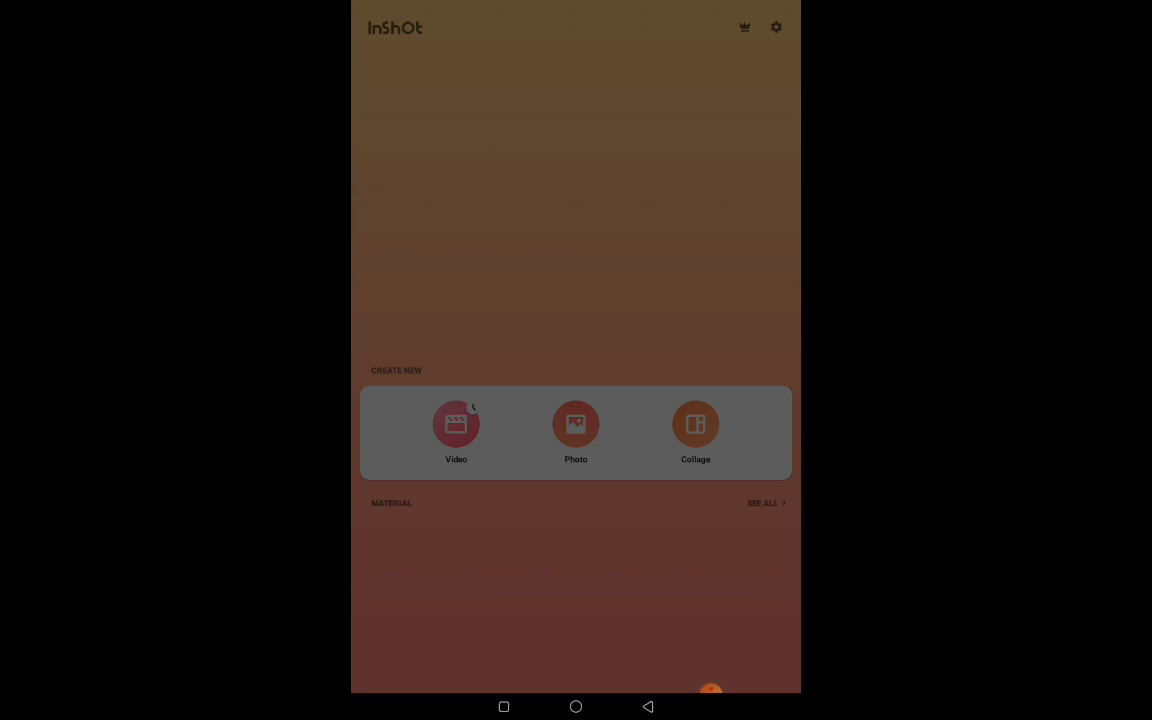 InShOt
CREATE NEW
Video
Photo
Collage
MATERIAL
SEE ALL